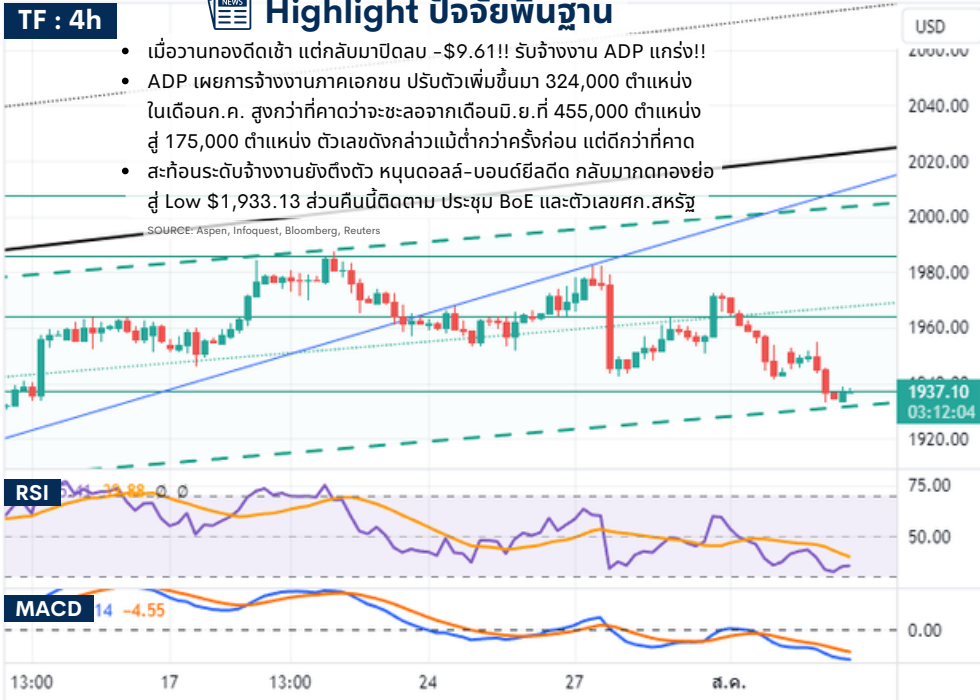 TF : 4h
NEWS
Highlight ปัจจัยพื้นฐาน
USD
• เมื่อวานทองดีดเช้า แต่กลับมาปิดลบ -$9.61!! รับจ้างงาน ADP แกร่ง!!
• ADP เผยการจ้างงานภาคเอกชน ปรับตัวเพิ่มขึ้นมา 324,000 ตำแหน่ง
ในเดือนก.ค. สูงกว่าที่คาดว่าจะชะลอจากเดือนมิ.ย.ที่ 455,000 ตำแหน่ง
สู่ 175,000 ตำแหน่ง ตัวเลขดังกล่าวแม้ต่ำกว่าครั้งก่อน แต่ดีกว่าที่คาด
• สะท้อนระดับจ้างงานยังตึงตัว หนุนดอลล์-บอนด์ยีลดีด กลับมากดทองย่อ
สู่ Low $1,933.13 ส่วนคืนนี้ติดตาม ประชุม BoE และตัวเลขศก.สหรัฐ
SOURCE: Aspen, Infoquest, Bloomberg, Reuters
2060.00
2040.00
2020.00
2000.00
1980.00
1960.00
1940.00
1937.10
03:12:04
1920.00
RSI
Ø Ø
75.00
50.00
MACD
14 −4.55
0.00
13:00 17 13:00 24 27 ส.ค.